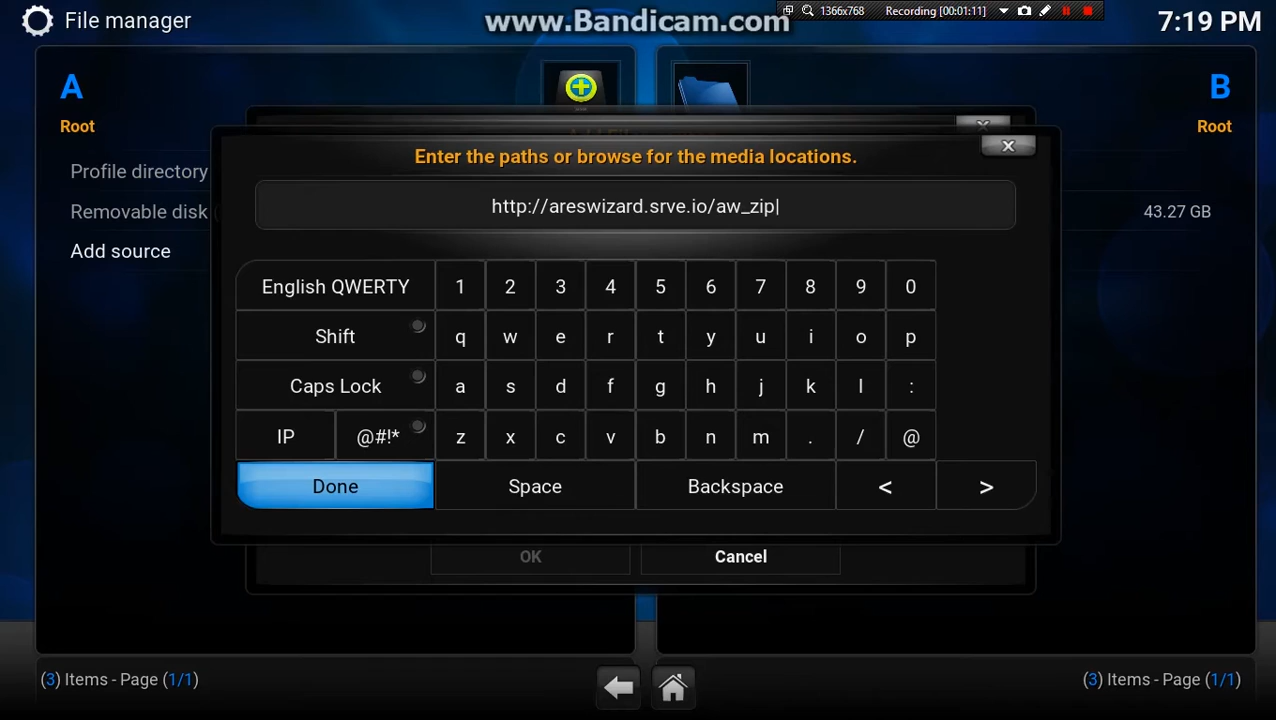 File manager
www.Bandicam.com
1366x768
Recording [00:01:11]
7:19 PM
A
Root
B
Root
Profile directory
Removable disk
43.27 GB
Add source
Enter the paths or browse for the media locations.
http://areswizard.srve.io/aw_zip
English QWERTY 1 2 3 4 5 6 7 8 9 0
Shift q w e r t y u i o p
Caps Lock a s d f g h j k l :
IP @#!* z x c v b n m . / @
Done Space Backspace < >
OK Cancel
(3) Items - Page (1/1)
(3) Items - Page (1/1)